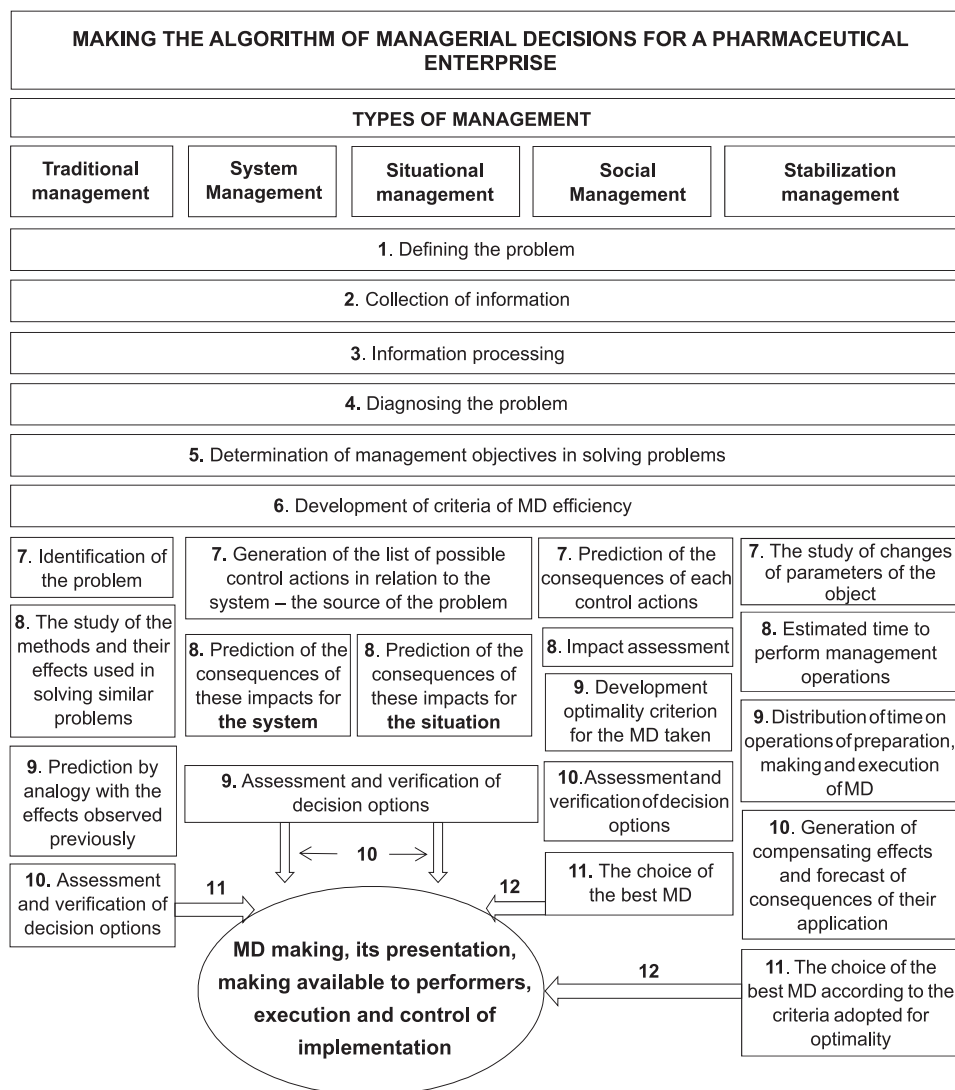 MAKING THE ALGORITHM OF MANAGERIAL DECISIONS FOR A PHARMACEUTICAL
ENTERPRISE
TYPES OF MANAGEMENT
Traditional
management
System
Management
Situational
management
Social
Management
Stabilization
management
1. Defining the problem
2. Collection of information
3. Information processing
4. Diagnosing the problem
5. Determination of management objectives in solving problems
6. Development of criteria of MD efficiency
7. Identification of
the problem
8. The study of the
methods and their
effects used in
solving similar
problems
9. Prediction by
analogy with the
effects observed
previously
10. Assessment
and verification of
decision options
11
7. Generation of the list of possible
control actions in relation to the
system – the source of the problem
8. Prediction of the
consequences of
these impacts for
the system
8. Prediction of the
consequences of
these impacts for
the situation
9. Assessment and verification of
decision options
10
7. Prediction of the
consequences of each
control actions
8. Impact assessment
9. Development
optimality criterion
for the MD taken
10. Assessment and
verification of decision
options
11. The choice
of the best MD
12
7. The study of changes
of parameters of the
object
8. Estimated time to
perform management
operations
9. Distribution of time on
operations of preparation,
making and execution
of MD
10. Generation of
compensating effects
and forecast of
consequences of their
application
11. The choice of the
best MD according to the
criteria adopted for
optimality
12
MD making, its presentation,
making available to performers,
execution and control of
implementation